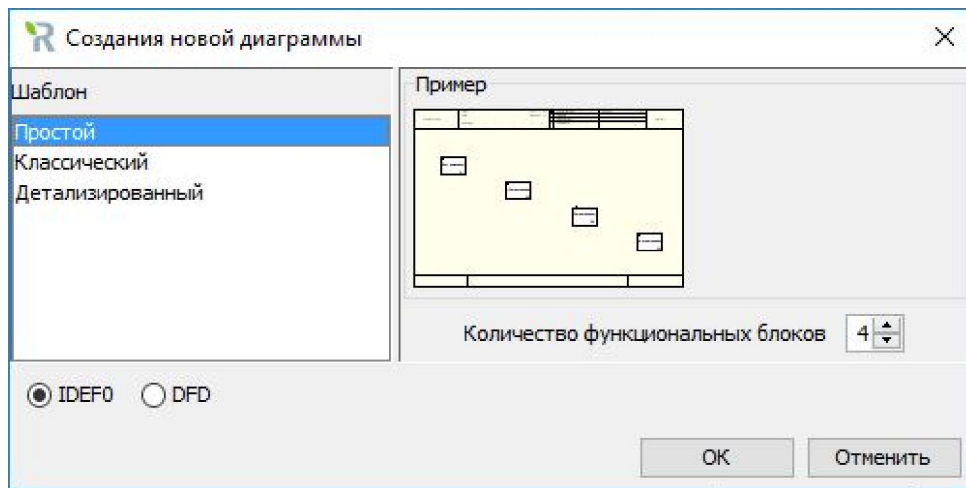 Создания новой диаграммы
Шаблон
Простой
Классический
Детализированный
Пример
Количество функциональных блоков 4
IDEF0 DFD
OK Отменить